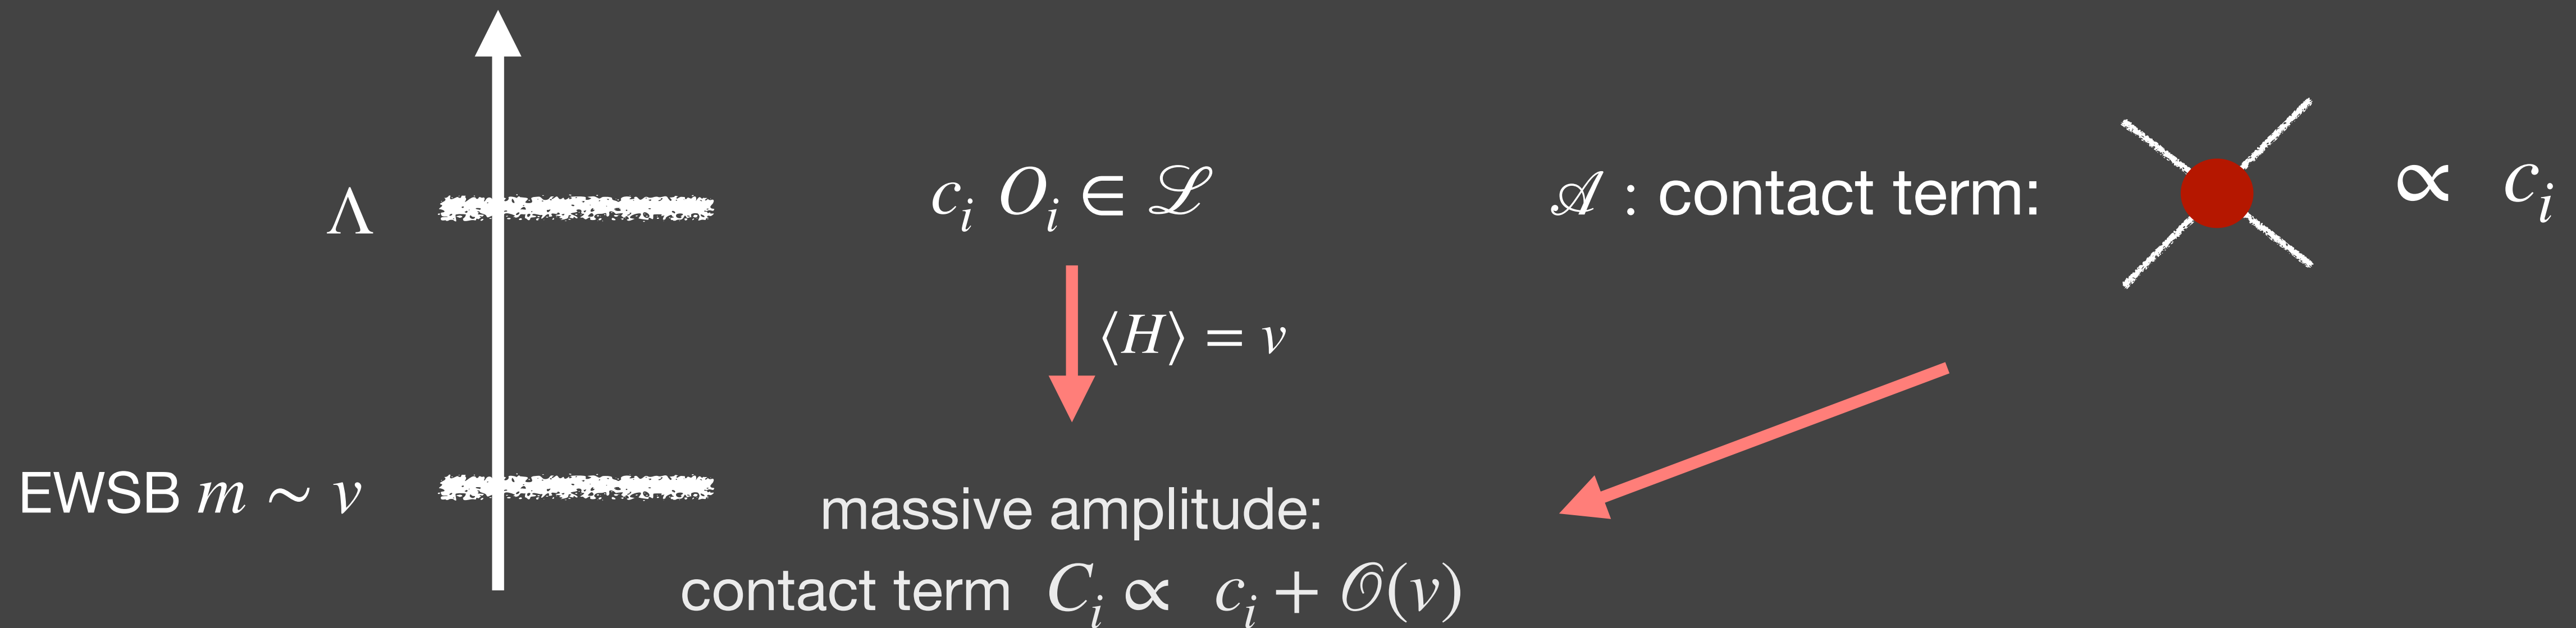 Λ
c_i O_i ∈ ℒ
𝒜 : contact term:
∝ c_i
⟨H⟩ = v
EWSB m ∼ v
massive amplitude:
contact term C_i ∝ c_i + 𝒪(v)